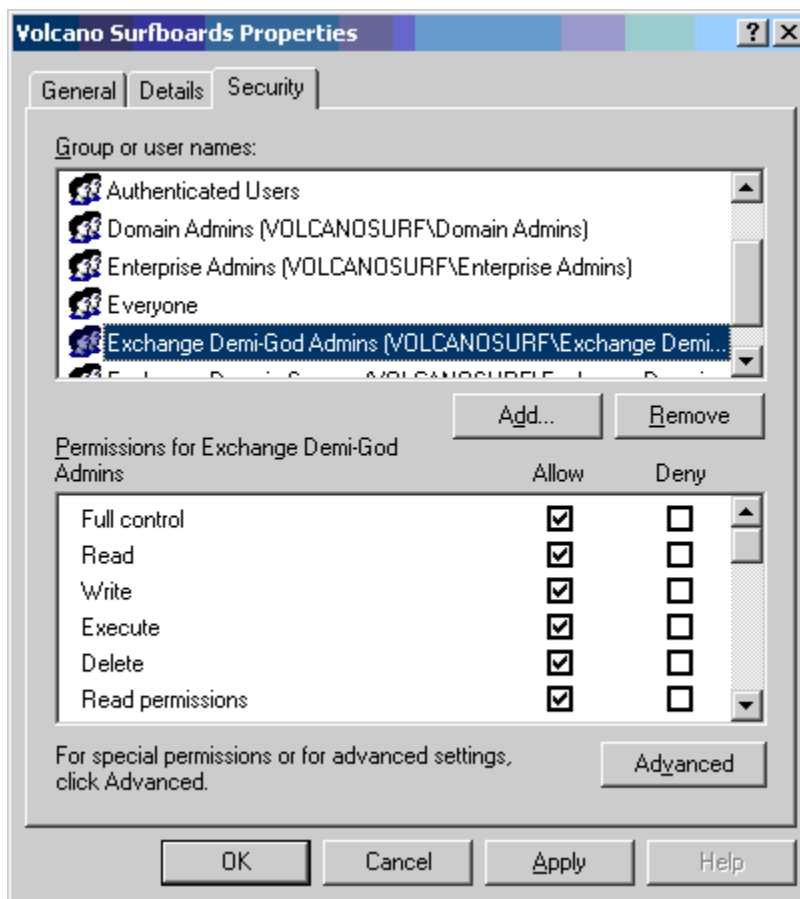 Volcano Surfboards Properties
General Details Security
Group or user names:
Authenticated Users
Domain Admins (VOLCANOSURF\Domain Admins)
Enterprise Admins (VOLCANOSURF\Enterprise Admins)
Everyone
Exchange Demi-God Admins (VOLCANOSURF\Exchange Demi...
Add... Remove
Permissions for Exchange Demi-God
Admins Allow Deny
Full control
Read
Write
Execute
Delete
Read permissions
For special permissions or for advanced settings,
click Advanced.
Advanced
OK Cancel Apply Help